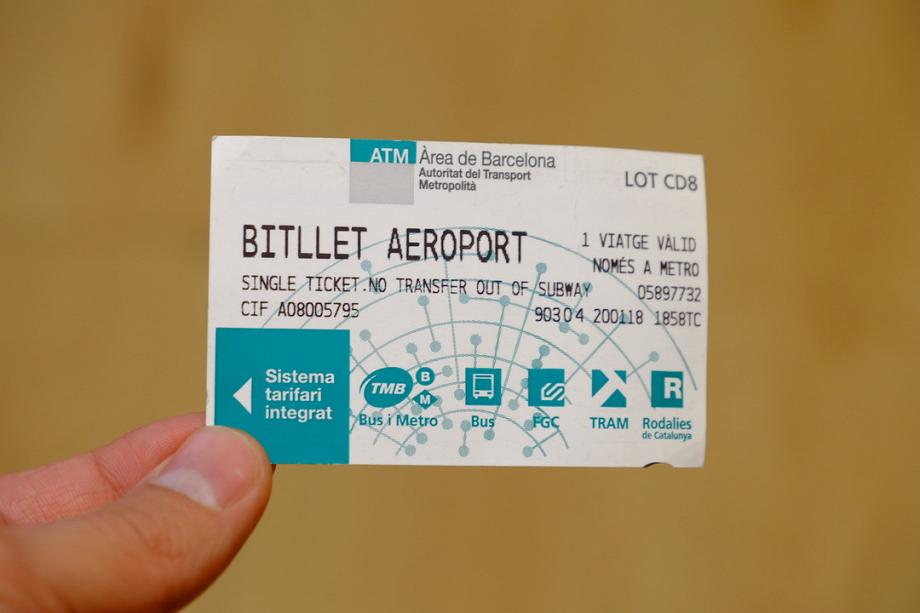 ATM Àrea de Barcelona
Autoritat del Transport
Metropolità
LOT CD8
BITLLET AEROPORT
1 VIATGE VÀLID
NOMÉS A METRO
SINGLE TICKET.NO TRANSFER OUT OF SUBWAY 05897732
CIF A08005795 90304 200118 1858TC
Sistema
tarifari
integrat
TMB B M
Bus i Metro
Bus
FGC
TRAM
R
Rodalies
de Catalunya